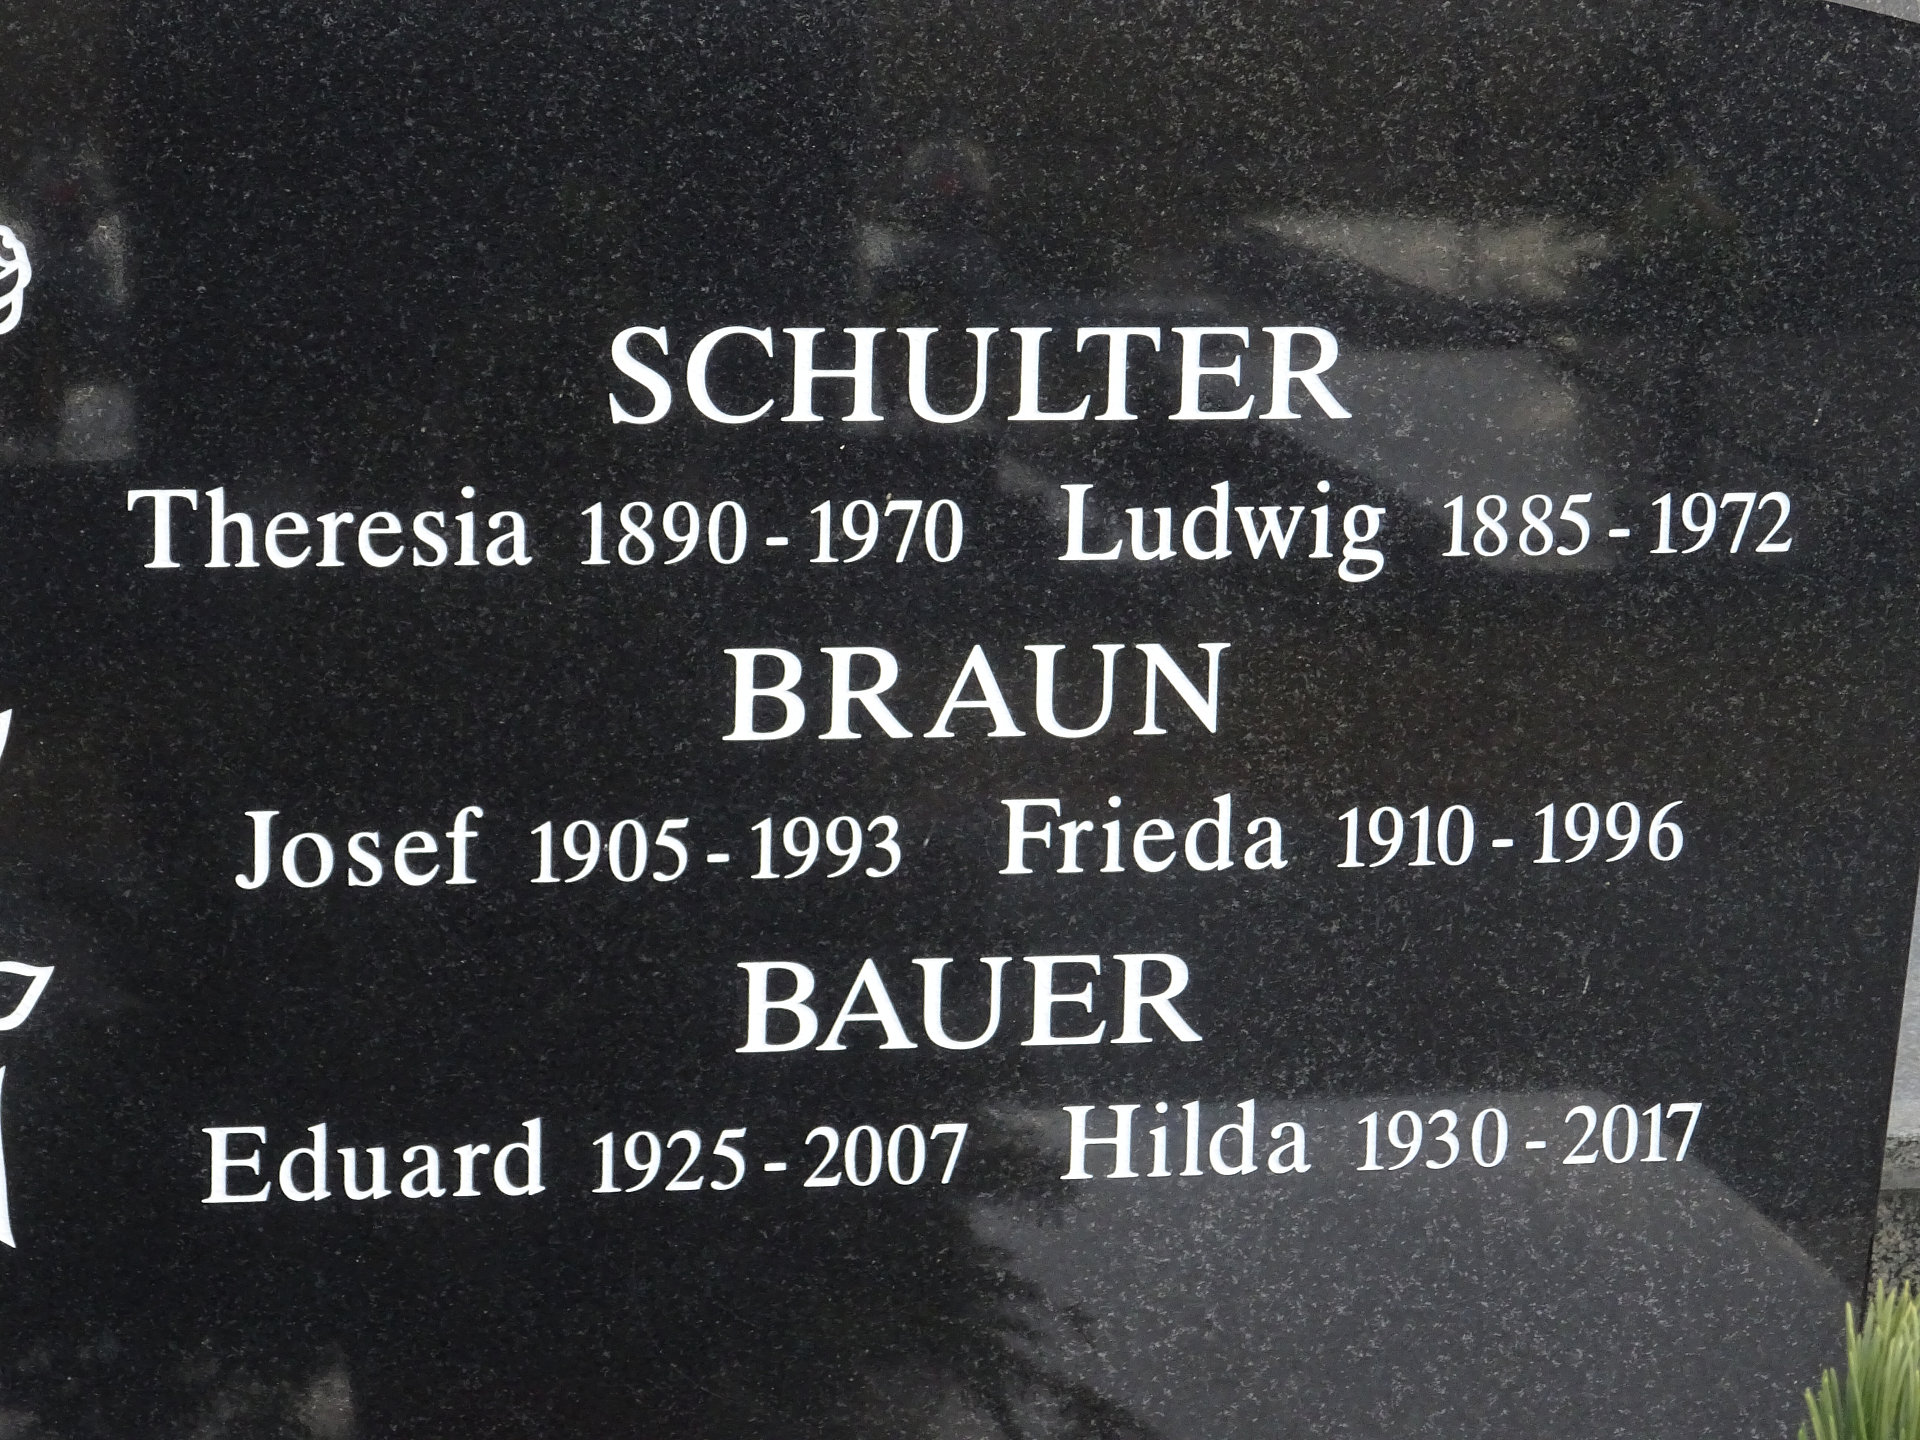 SCHULTER
Theresia 1890 - 1970 Ludwig 1885 - 1972
BRAUN
Josef 1905 - 1993 Frieda 1910 - 1996
BAUER
Eduard 1925 - 2007 Hilda 1930 - 2017